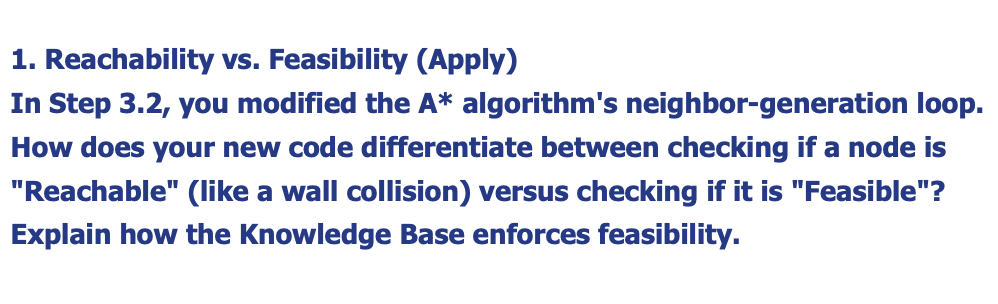 1. Reachability vs. Feasibility (Apply)
In Step 3.2, you modified the A* algorithm's neighbor-generation loop.
How does your new code differentiate between checking if a node is
"Reachable" (like a wall collision) versus checking if it is "Feasible"?
Explain how the Knowledge Base enforces feasibility.